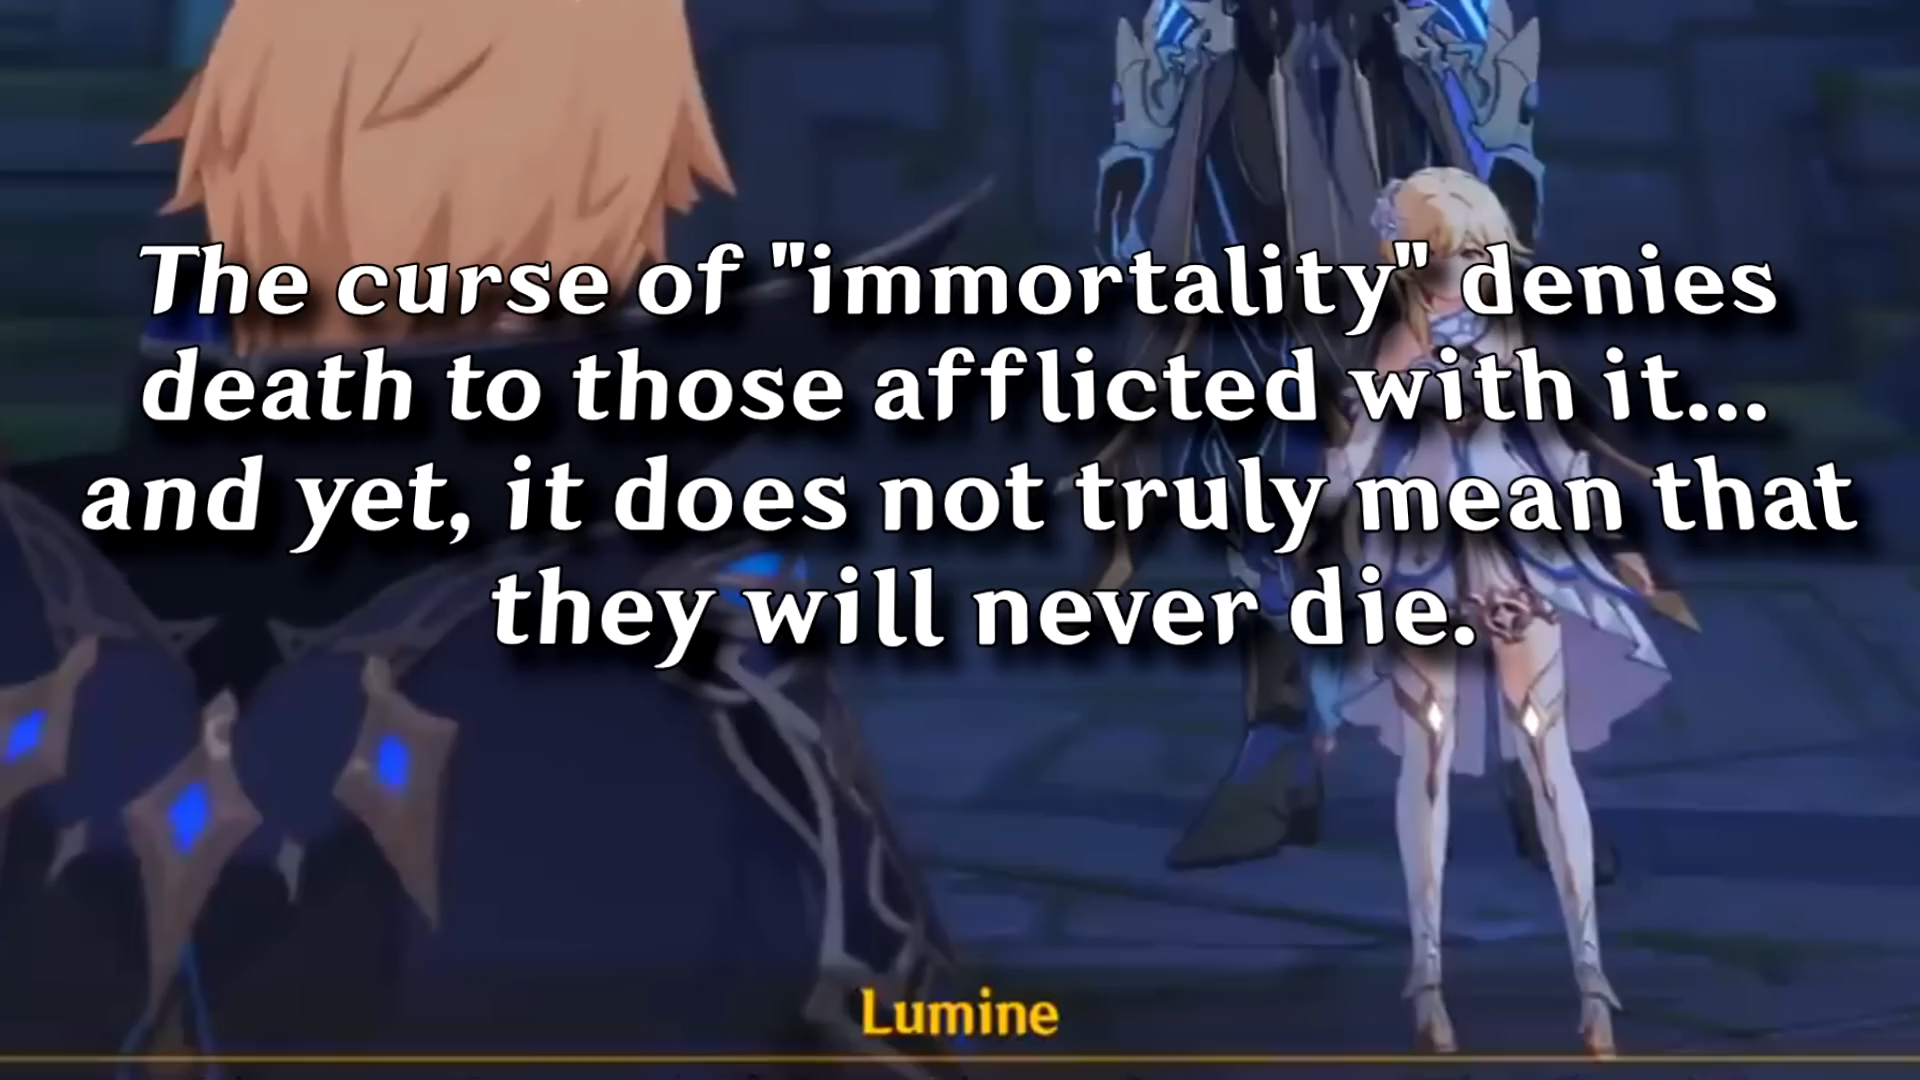 The curse of "immortality" denies
death to those afflicted with it...
and yet, it does not truly mean that
they will never die.
Lumine